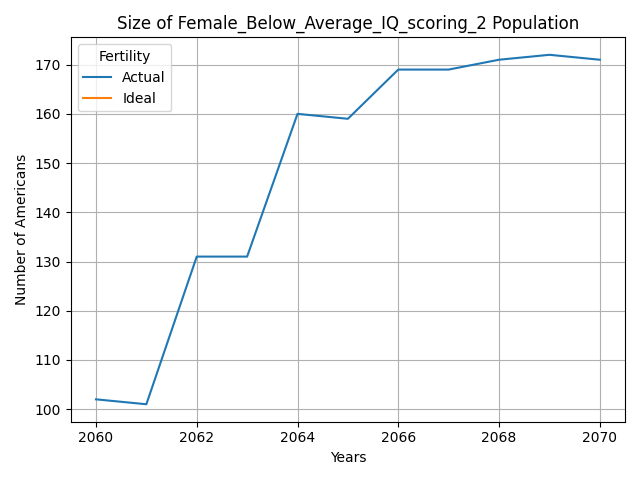 Size of Female_Below_Average_IQ_scoring_2 Population
Fertility
Actual
Ideal
170
160
150
140
130
120
110
100
Number of Americans
2060 2062 2064 2066 2068 2070
Years